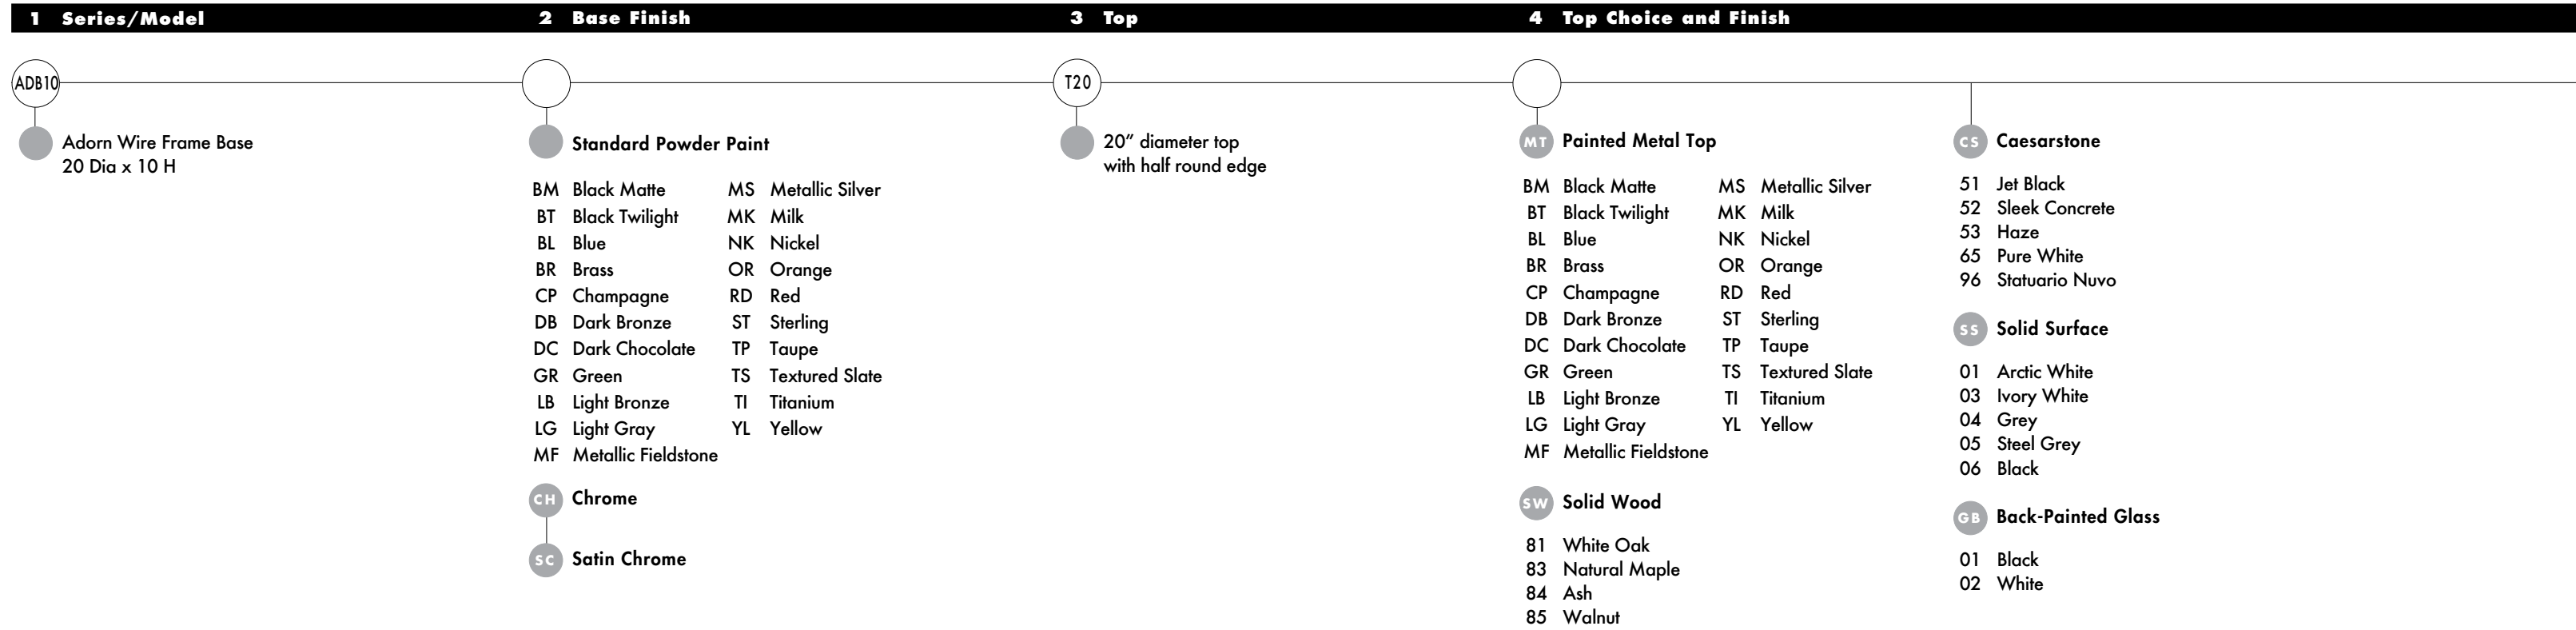 1 Series/Model
2 Base Finish
3 Top
4 Top Choice and Finish
ADB10
Adorn Wire Frame Base
20 Dia x 10 H
Standard Powder Paint
BM Black Matte
BT Black Twilight
BL Blue
BR Brass
CP Champagne
DB Dark Bronze
DC Dark Chocolate
GR Green
LB Light Bronze
LG Light Gray
MF Metallic Fieldstone
MS Metallic Silver
MK Milk
NK Nickel
OR Orange
RD Red
ST Sterling
TP Taupe
TS Textured Slate
TI Titanium
YL Yellow
CH Chrome
SC Satin Chrome
T20
20” diameter top
with half round edge
MT Painted Metal Top
BM Black Matte
BT Black Twilight
BL Blue
BR Brass
CP Champagne
DB Dark Bronze
DC Dark Chocolate
GR Green
LB Light Bronze
LG Light Gray
MF Metallic Fieldstone
MS Metallic Silver
MK Milk
NK Nickel
OR Orange
RD Red
ST Sterling
TP Taupe
TS Textured Slate
TI Titanium
YL Yellow
SW Solid Wood
81 White Oak
83 Natural Maple
84 Ash
85 Walnut
CS Caesarstone
51 Jet Black
52 Sleek Concrete
53 Haze
65 Pure White
96 Statuario Nuvo
SS Solid Surface
01 Arctic White
03 Ivory White
04 Grey
05 Steel Grey
06 Black
GB Back-Painted Glass
01 Black
02 White